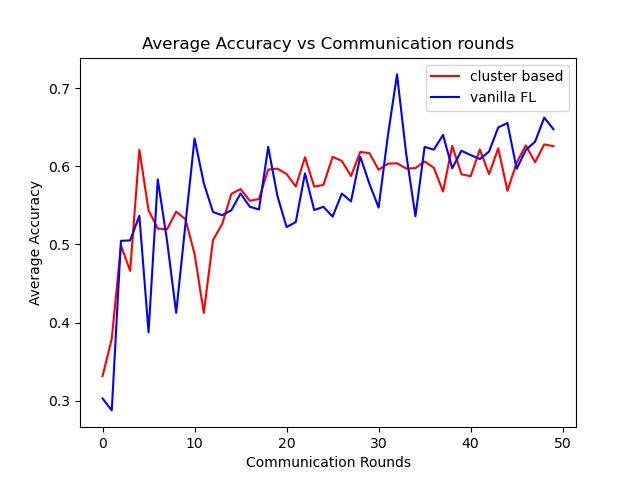 Average Accuracy vs Communication rounds
cluster based
vanilla FL
Average Accuracy
0.7
0.6
0.5
0.4
0.3
0 10 20 30 40 50
Communication Rounds